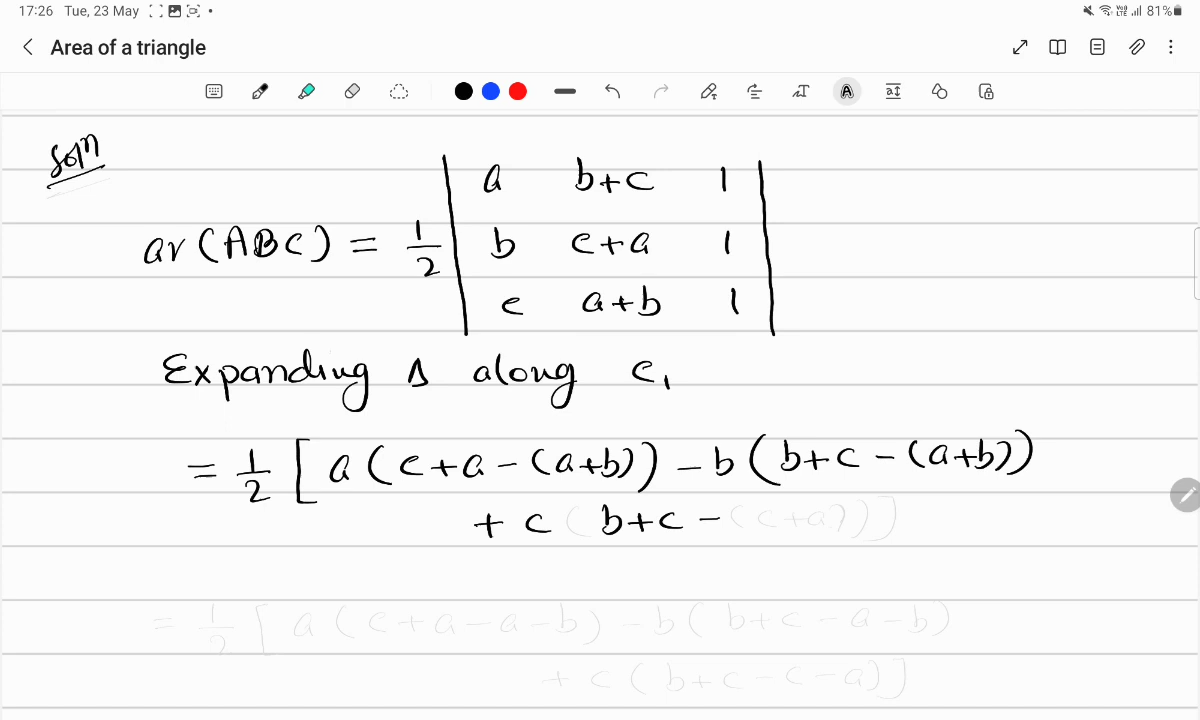 17:26 Tue, 23 May 81%
Area of a triangle
Soln
a b+c 1
ar(ABC) = 1/2 b c+a 1
c a+b 1
Expanding Δ along C₁
= 1/2 [a(c+a-(a+b)) - b(b+c-(a+b))
+ c(b+c-(c+a))]
= 1/2 [a(c+a-a-b) - b(b+c-a-b)
+ c(b+c-c-a)]